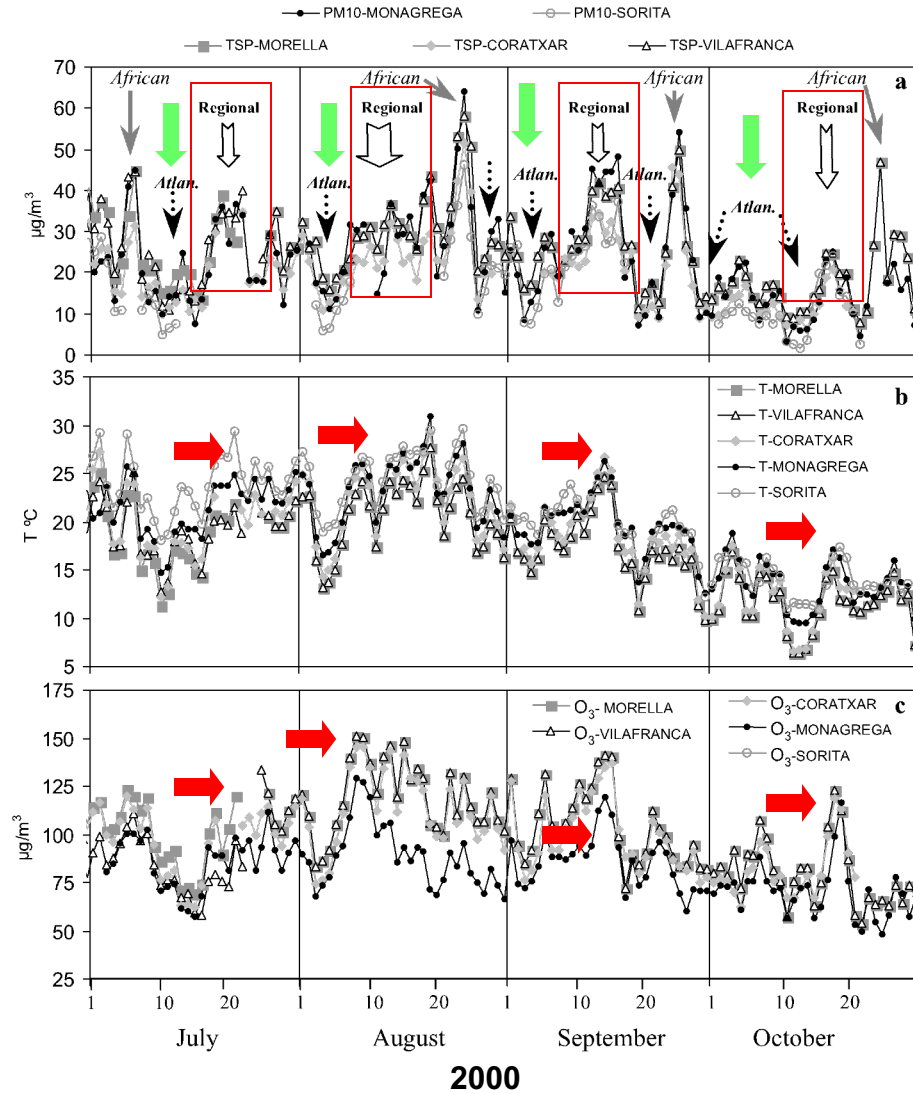 PM10-MONAGREGA PM10-SORITA
TSP-MORELLA TSP-CORATXAR TSP-VILAFRANCA
70
60
50
40
30
20
10
0
µg/m3
African African African African a
Regional Regional Regional Regional
Atlan. Atlan. Atlan. Atlan. Atlan.
35
30
25
20
15
10
5
T ºC
b
T-MORELLA
T-VILAFRANCA
T-CORATXAR
T-MONAGREGA
T-SORITA
175
150
125
100
75
50
25
µg/m3
c
O3- MORELLA
O3-VILAFRANCA
O3-CORATXAR
O3-MONAGREGA
O3-SORITA
1 10 20 1 10 20 1 10 20 1 10 20
July August September October
2000